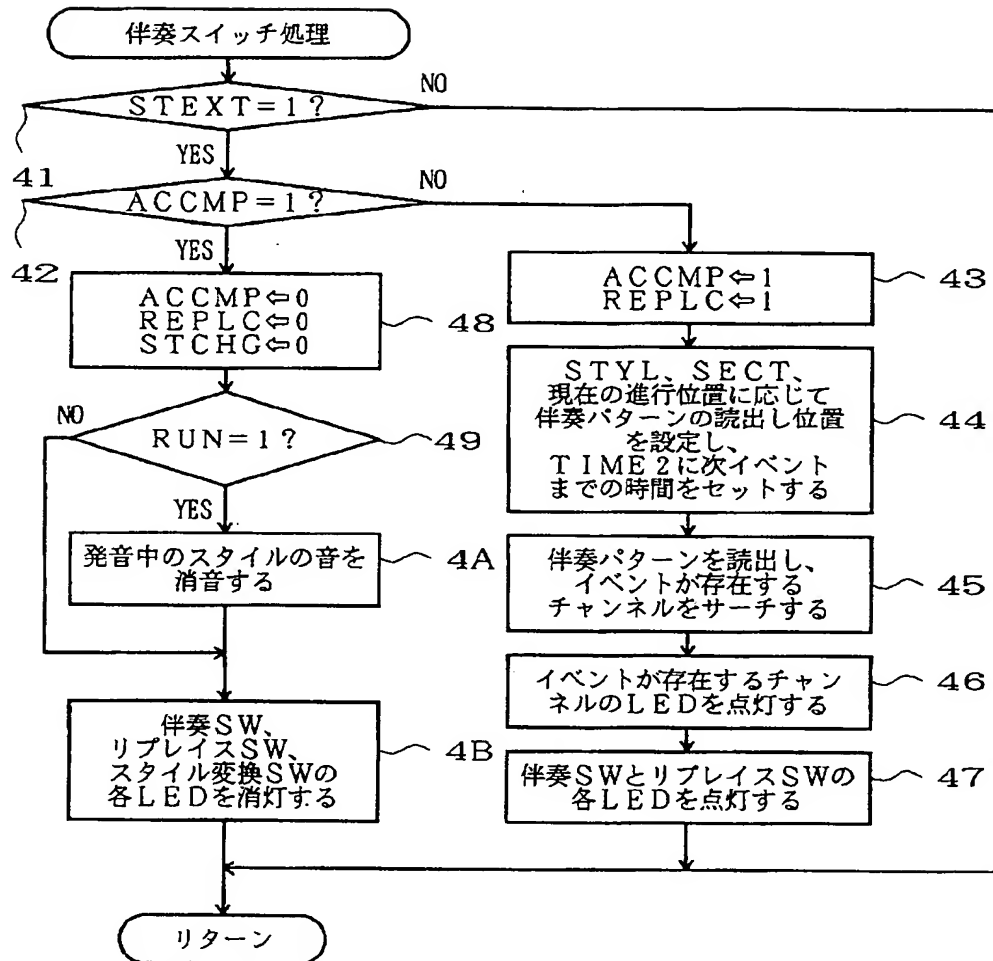 伴奏スイッチ処理
STEXT=1?
NO
YES
41
ACCMP=1?
NO
YES
42
ACCMP⇐0
REPLC⇐0
STCHG⇐0
48
RUN=1?
NO
49
YES
発音中のスタイルの音を
消音する
4A
伴奏SW、
リプレイスSW、
スタイル変換SWの
各LEDを消灯する
4B
ACCMP⇐1
REPLC⇐1
43
STYL、SECT、
現在の進行位置に応じて
伴奏パターンの読出し位置
を設定し、
TIME2に次イベント
までの時間をセットする
44
伴奏パターンを読出し、
イベントが存在する
チャンネルをサーチする
45
イベントが存在するチャン
ネルのLEDを点灯する
46
伴奏SWとリプレイスSWの
各LEDを点灯する
47
リターン